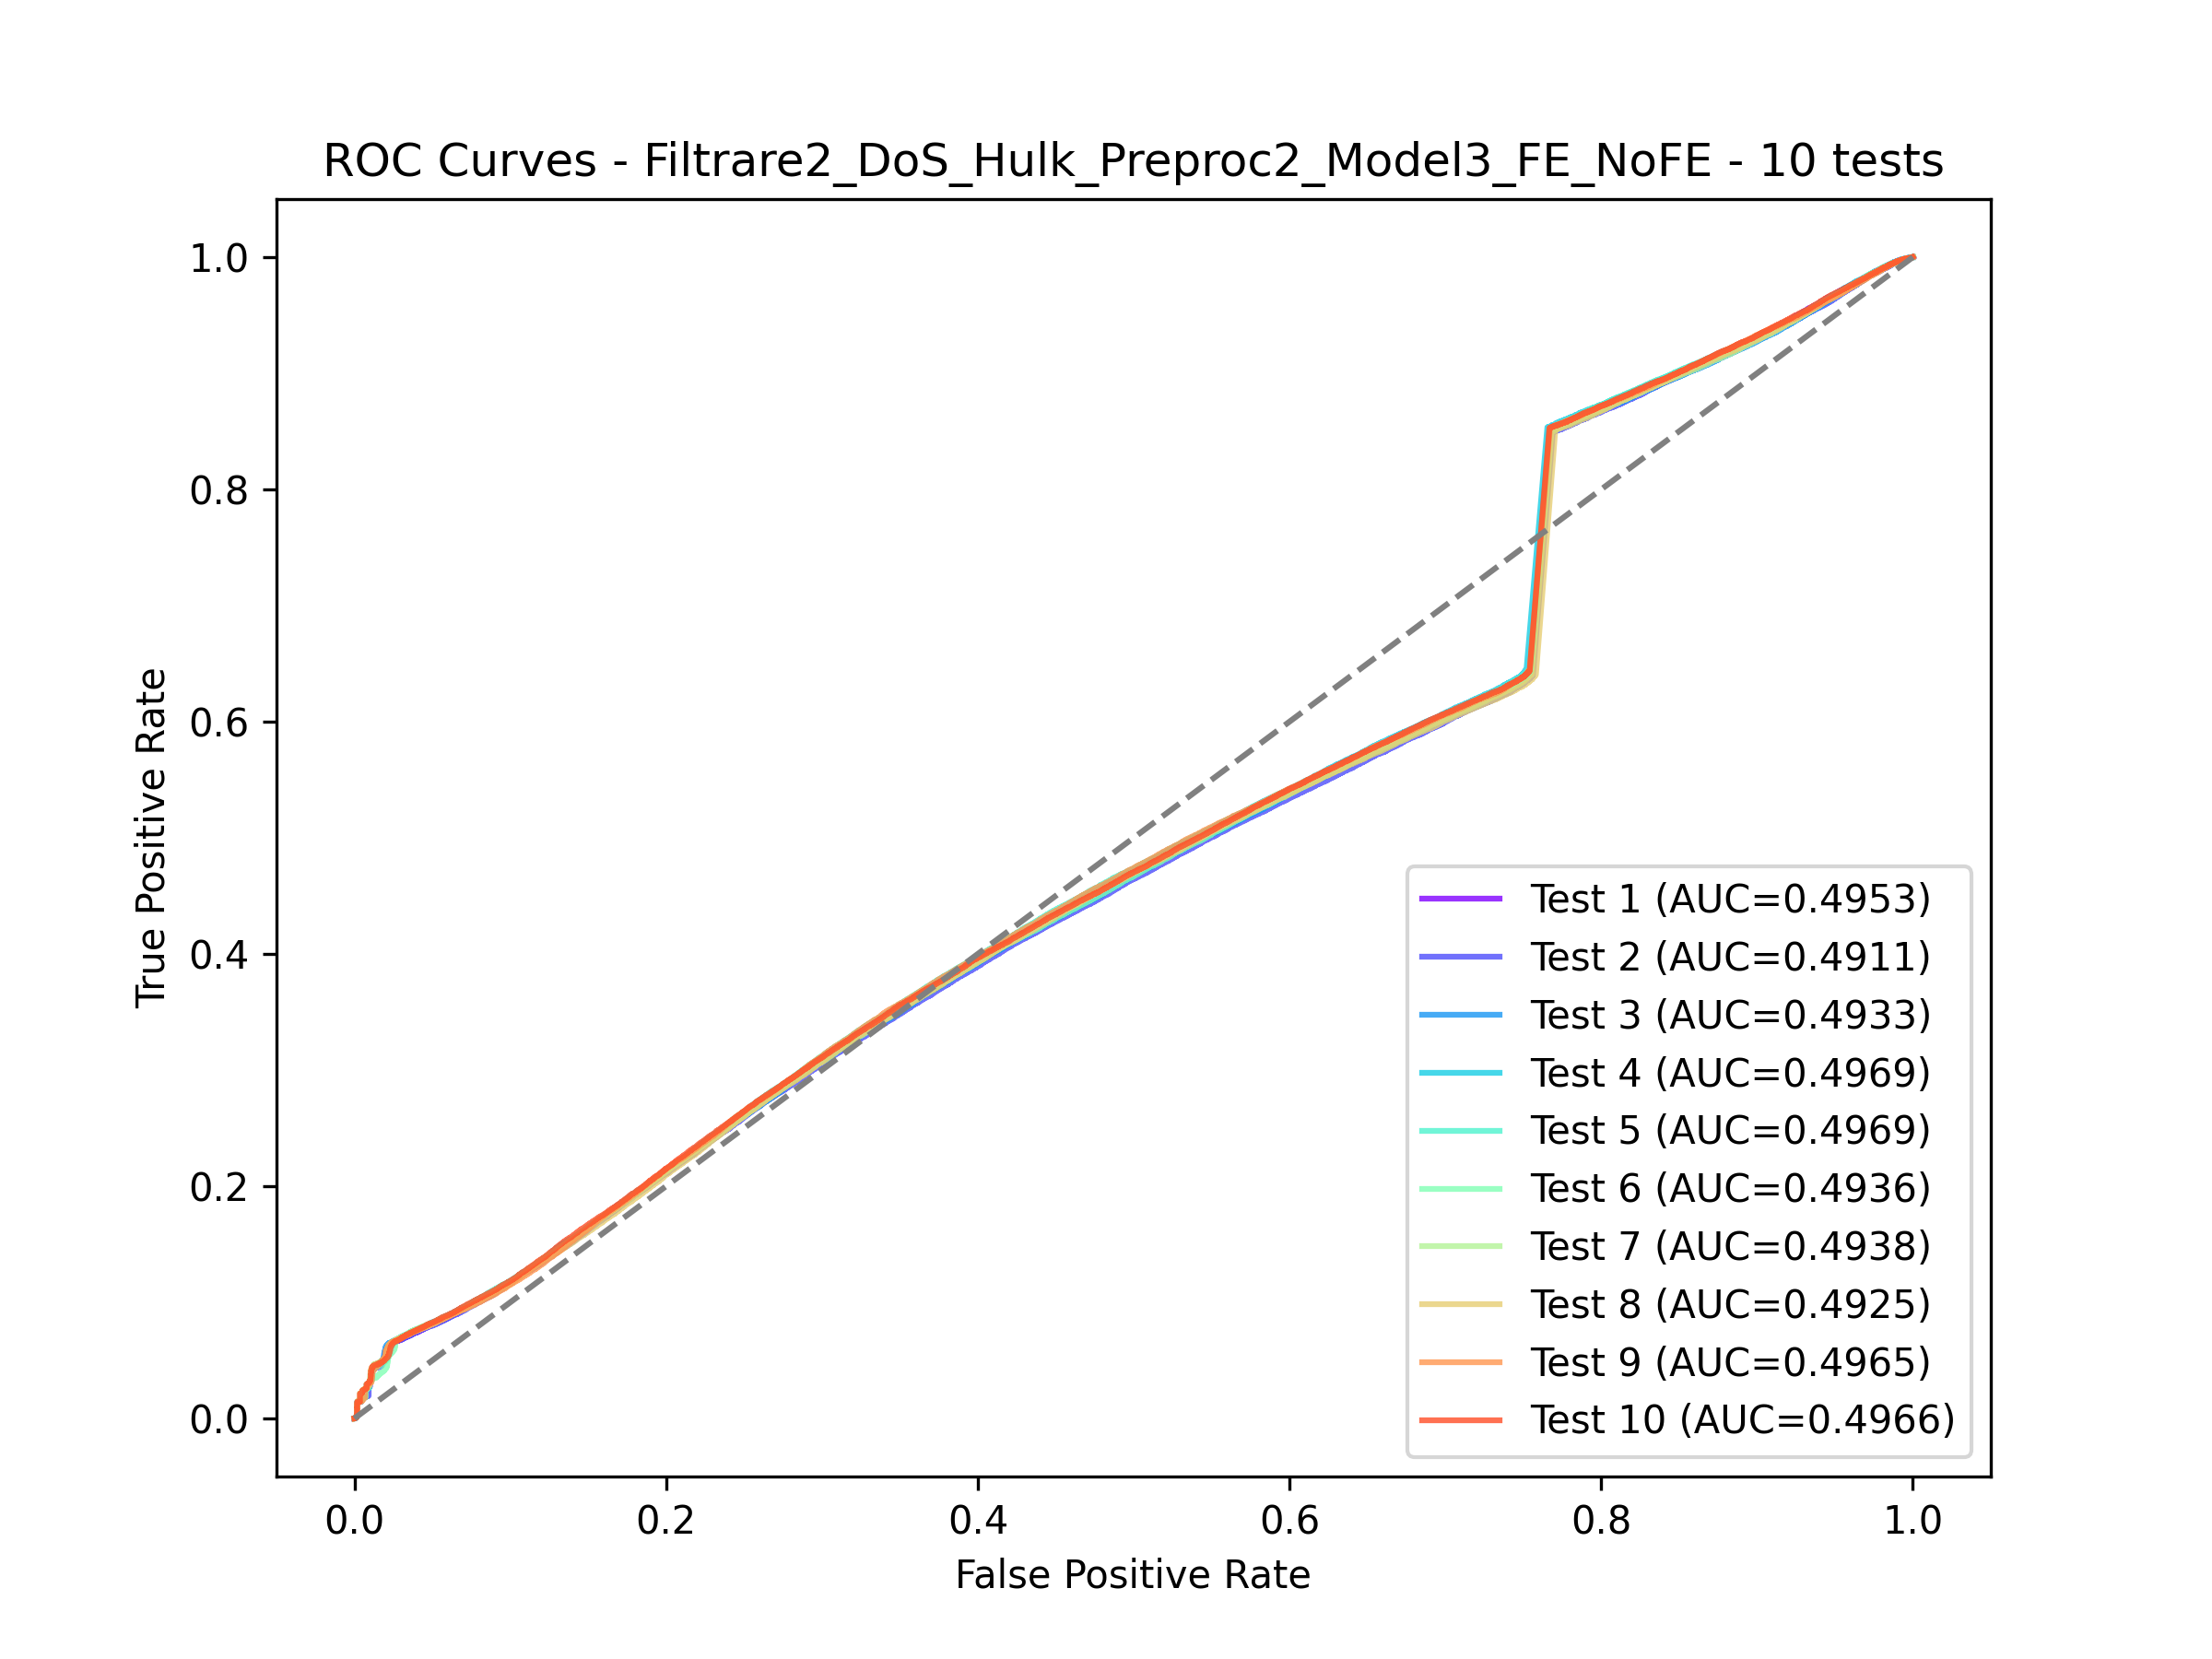 ROC Curves - Filtrare2_DoS_Hulk_Preproc2_Model3_FE_NoFE - 10 tests
1.0
0.8
0.6
0.4
0.2
0.0
True Positive Rate
Test 1 (AUC=0.4953)
Test 2 (AUC=0.4911)
Test 3 (AUC=0.4933)
Test 4 (AUC=0.4969)
Test 5 (AUC=0.4969)
Test 6 (AUC=0.4936)
Test 7 (AUC=0.4938)
Test 8 (AUC=0.4925)
Test 9 (AUC=0.4965)
Test 10 (AUC=0.4966)
0.0 0.2 0.4 0.6 0.8 1.0
False Positive Rate